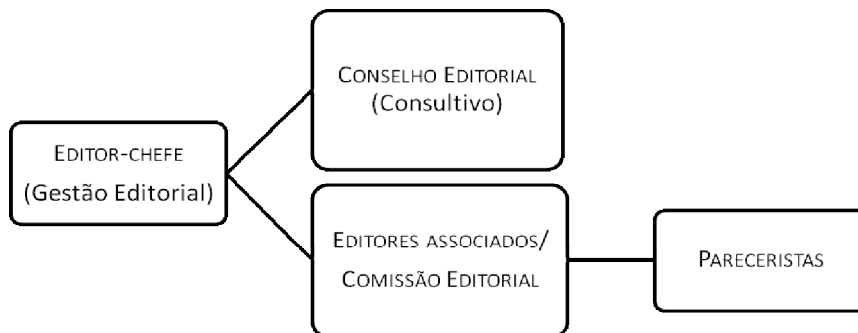 EDITOR-CHEFE
(Gestão Editorial)
CONSELHO EDITORIAL
(Consultivo)
EDITORES ASSOCIADOS/
COMISSÃO EDITORIAL
PARECERISTAS